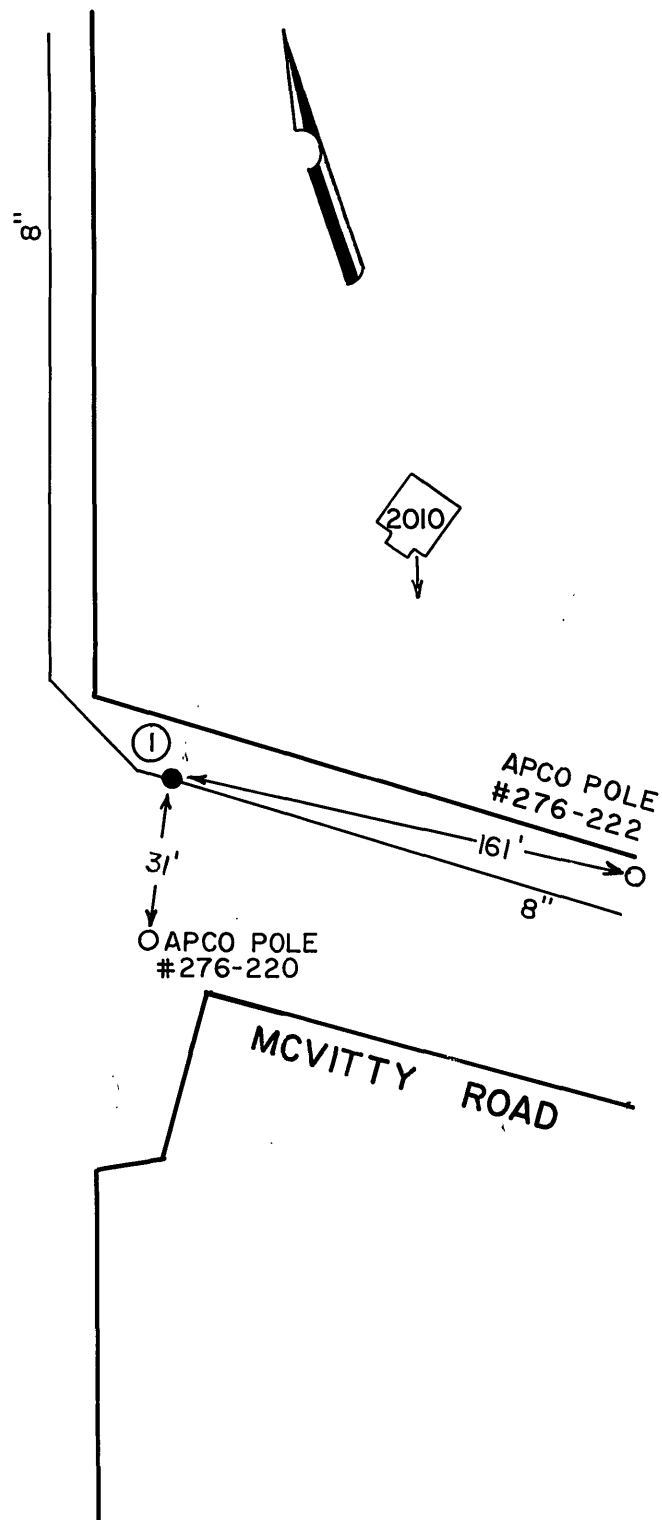 8"
2010
1
APCO POLE
#276-222
161'
31'
8"
APCO POLE
#276-220
MCVITTY ROAD